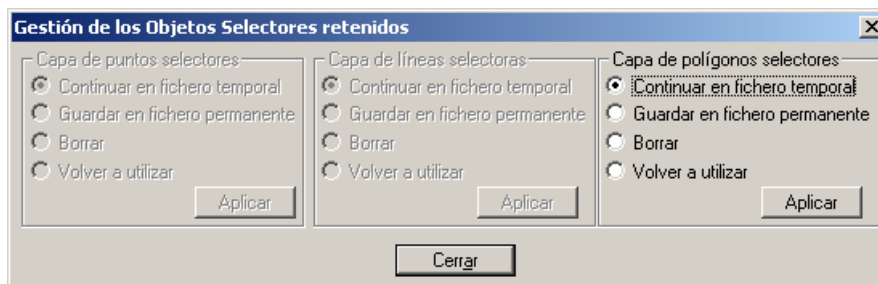 Gestión de los Objetos Selectores retenidos
Capa de puntos selectores
Continuar en fichero temporal
Guardar en fichero permanente
Borrar
Volver a utilizar
Aplicar
Capa de líneas selectoras
Continuar en fichero temporal
Guardar en fichero permanente
Borrar
Volver a utilizar
Aplicar
Capa de polígonos selectores
Continuar en fichero temporal
Guardar en fichero permanente
Borrar
Volver a utilizar
Aplicar
Cerrar